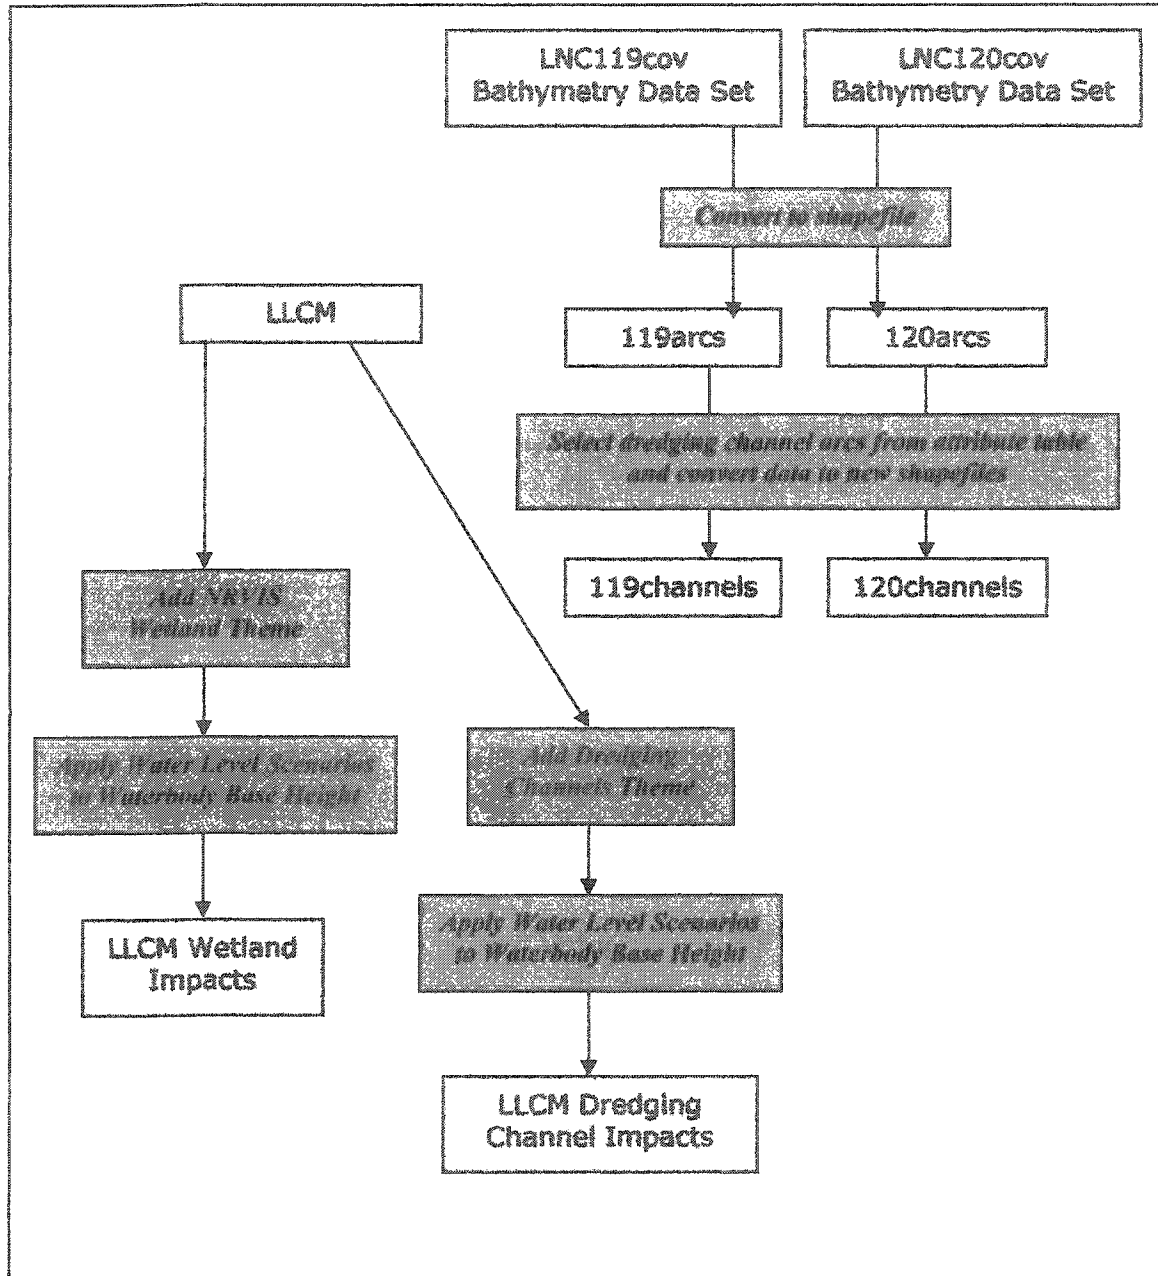 LNC119cov
Bathymetry Data Set
LNC120cov
Bathymetry Data Set
Convert to shapefile
LLCM
119arcs
120arcs
Select dredging channel arcs from attribute table
and convert data to new shapefiles
119channels
120channels
Add NRVIS
Wetland Theme
Apply Water Level Scenarios
to Waterbody Base Height
Add Dredging
Channels Theme
Apply Water Level Scenarios
to Waterbody Base Height
LLCM Wetland
Impacts
LLCM Dredging
Channel Impacts